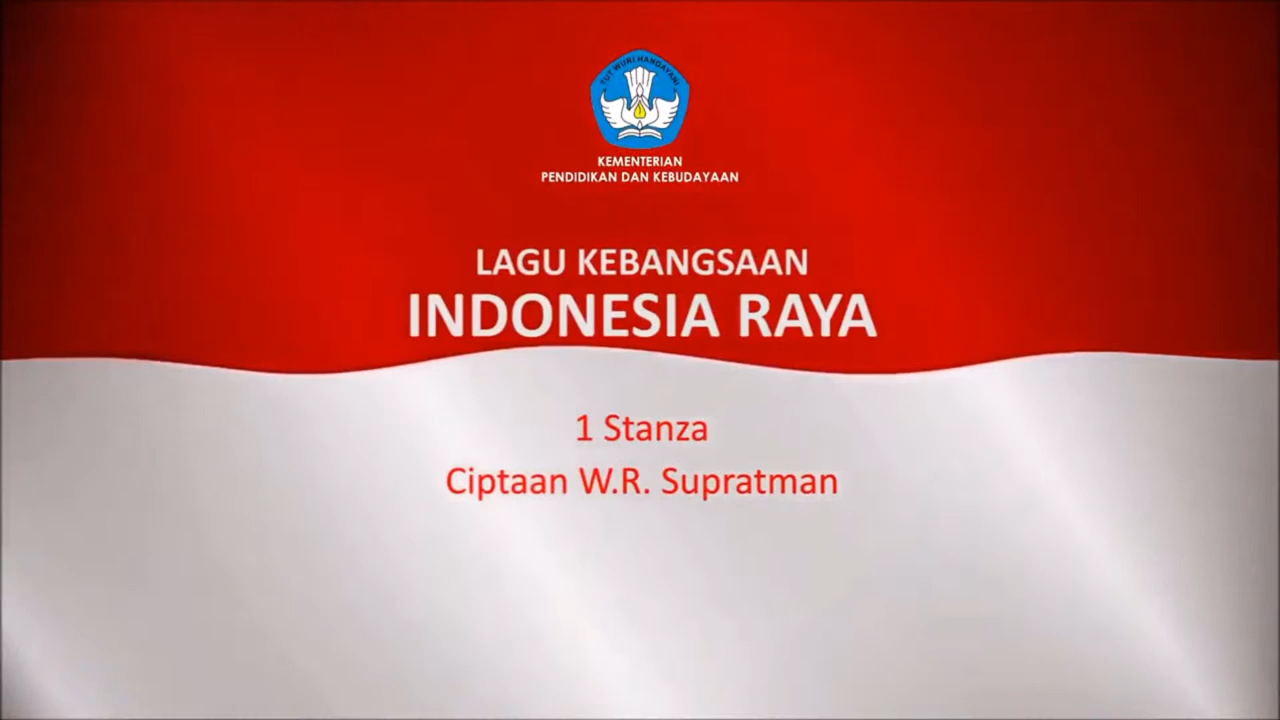 TUT WURI HANDAYANI
KEMENTERIAN
PENDIDIKAN DAN KEBUDAYAAN
LAGU KEBANGSAAN
INDONESIA RAYA
1 Stanza
Ciptaan W.R. Supratman